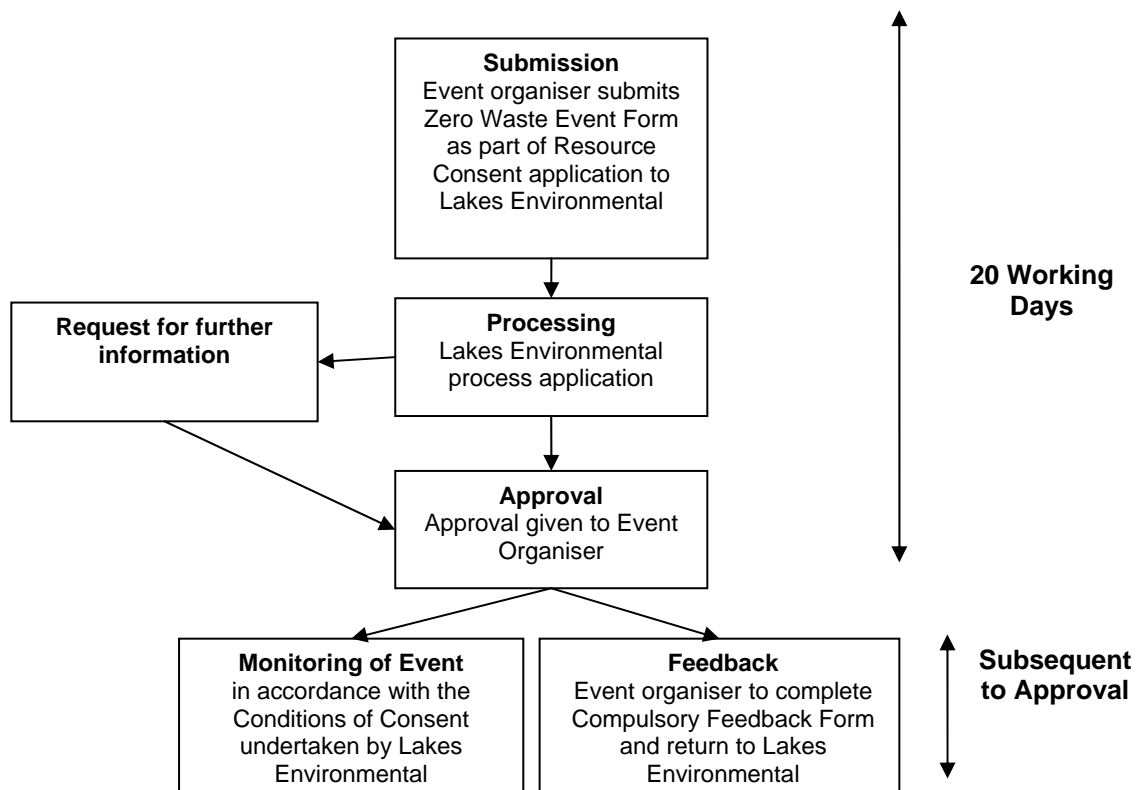 Submission
Event organiser submits
Zero Waste Event Form
as part of Resource
Consent application to
Lakes Environmental
20 Working
Days
Request for further
information
Processing
Lakes Environmental
process application
Approval
Approval given to Event
Organiser
Monitoring of Event
in accordance with the
Conditions of Consent
undertaken by Lakes
Environmental
Feedback
Event organiser to complete
Compulsory Feedback Form
and return to Lakes
Environmental
Subsequent
to Approval